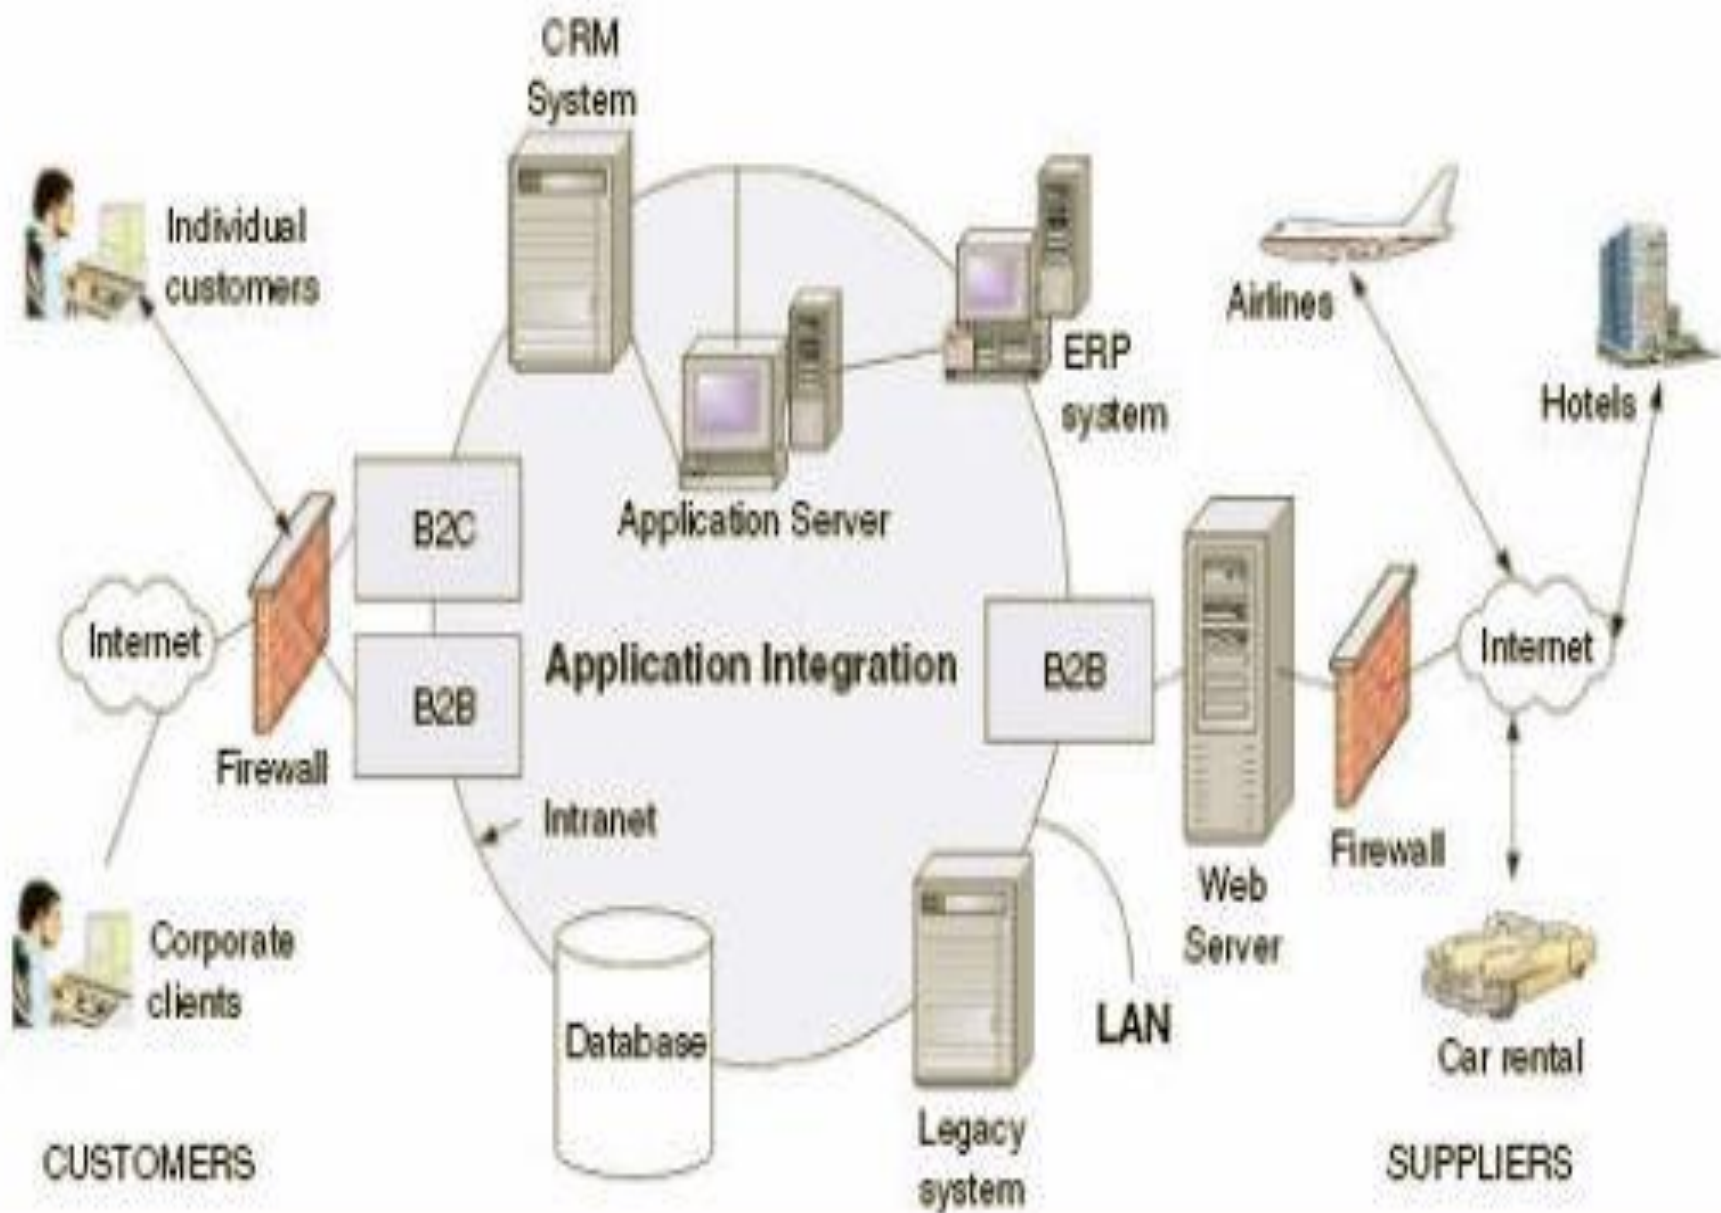 CRM
System
Individual
customers
Airlines
Hotels
ERP
system
Application Server
B2C
Internet
Application Integration
B2B
B2B
Internet
Firewall
Intranet
Firewall
Web
Server
Corporate
clients
Database
LAN
Car rental
Legacy
system
CUSTOMERS
SUPPLIERS